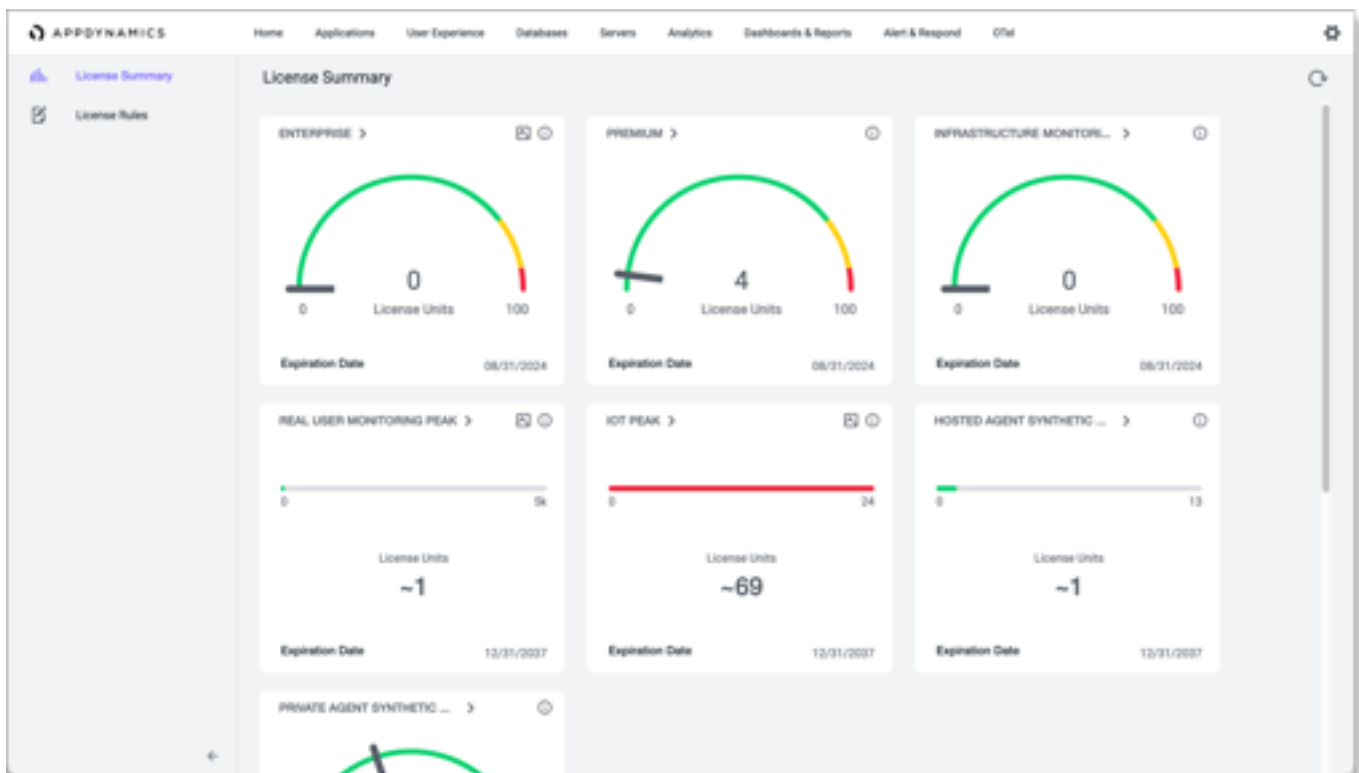 APPDYNAMICS
Home Applications User Experience Databases Servers Analytics Dashboards & Reports Alert & Respond OTel
License Summary
License Rules
License Summary
ENTERPRISE >
0
License Units
0 100
Expiration Date 08/31/2024
PREMIUM >
4
License Units
0 100
Expiration Date 08/31/2024
INFRASTRUCTURE MONITORI... >
0
License Units
0 100
Expiration Date 08/31/2024
REAL USER MONITORING PEAK >
0 5k
License Units
~1
Expiration Date 12/31/2037
IOT PEAK >
0 24
License Units
~69
Expiration Date 12/31/2037
HOSTED AGENT SYNTHETIC ... >
0 13
License Units
~1
Expiration Date 12/31/2037
PRIVATE AGENT SYNTHETIC ... >